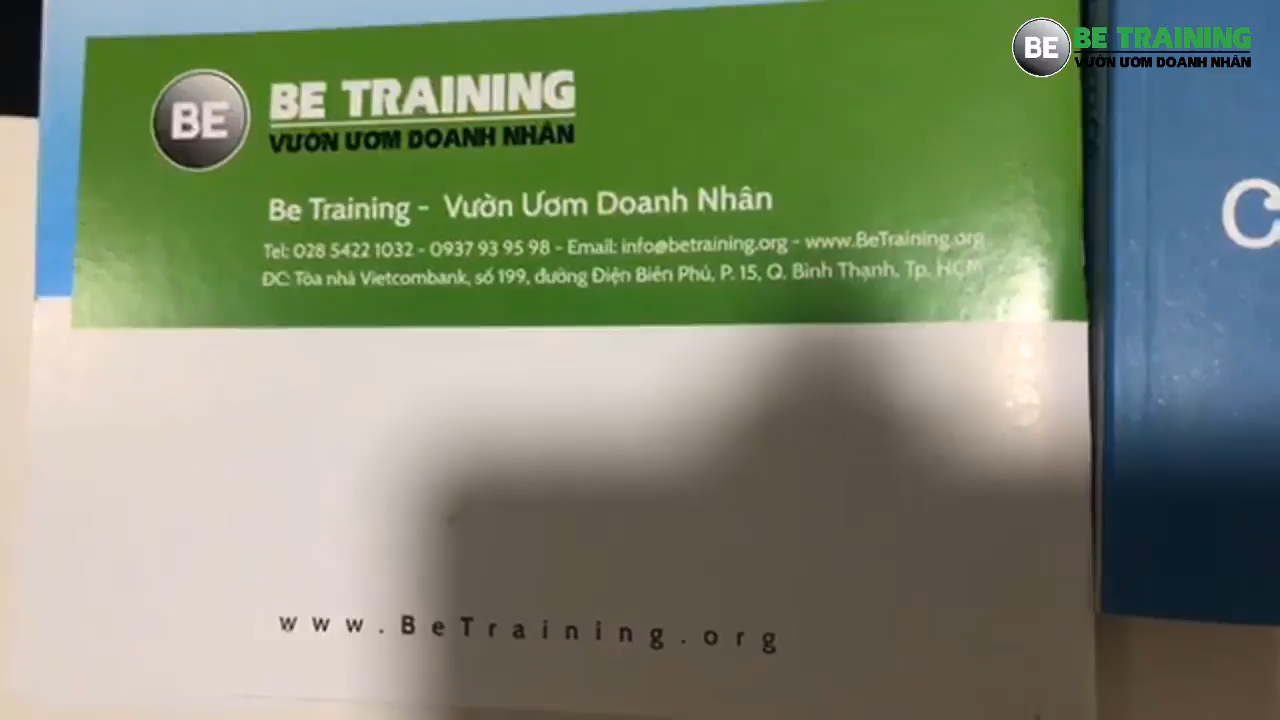 BE
BE TRAINING
VƯỜN ƯƠM DOANH NHÂN
BE
BE TRAINING
VƯỜN ƯƠM DOANH NHÂN
Be Training - Vườn Ươm Doanh Nhân
Tel: 028 5422 1032 - 0937 93 95 98 - Email: info@betraining.org - www.BeTraining.org
ĐC: Tòa nhà Vietcombank, số 199, đường Điện Biên Phủ, P. 15, Q. Bình Thạnh, Tp. HCM
C
www.BeTraining.org